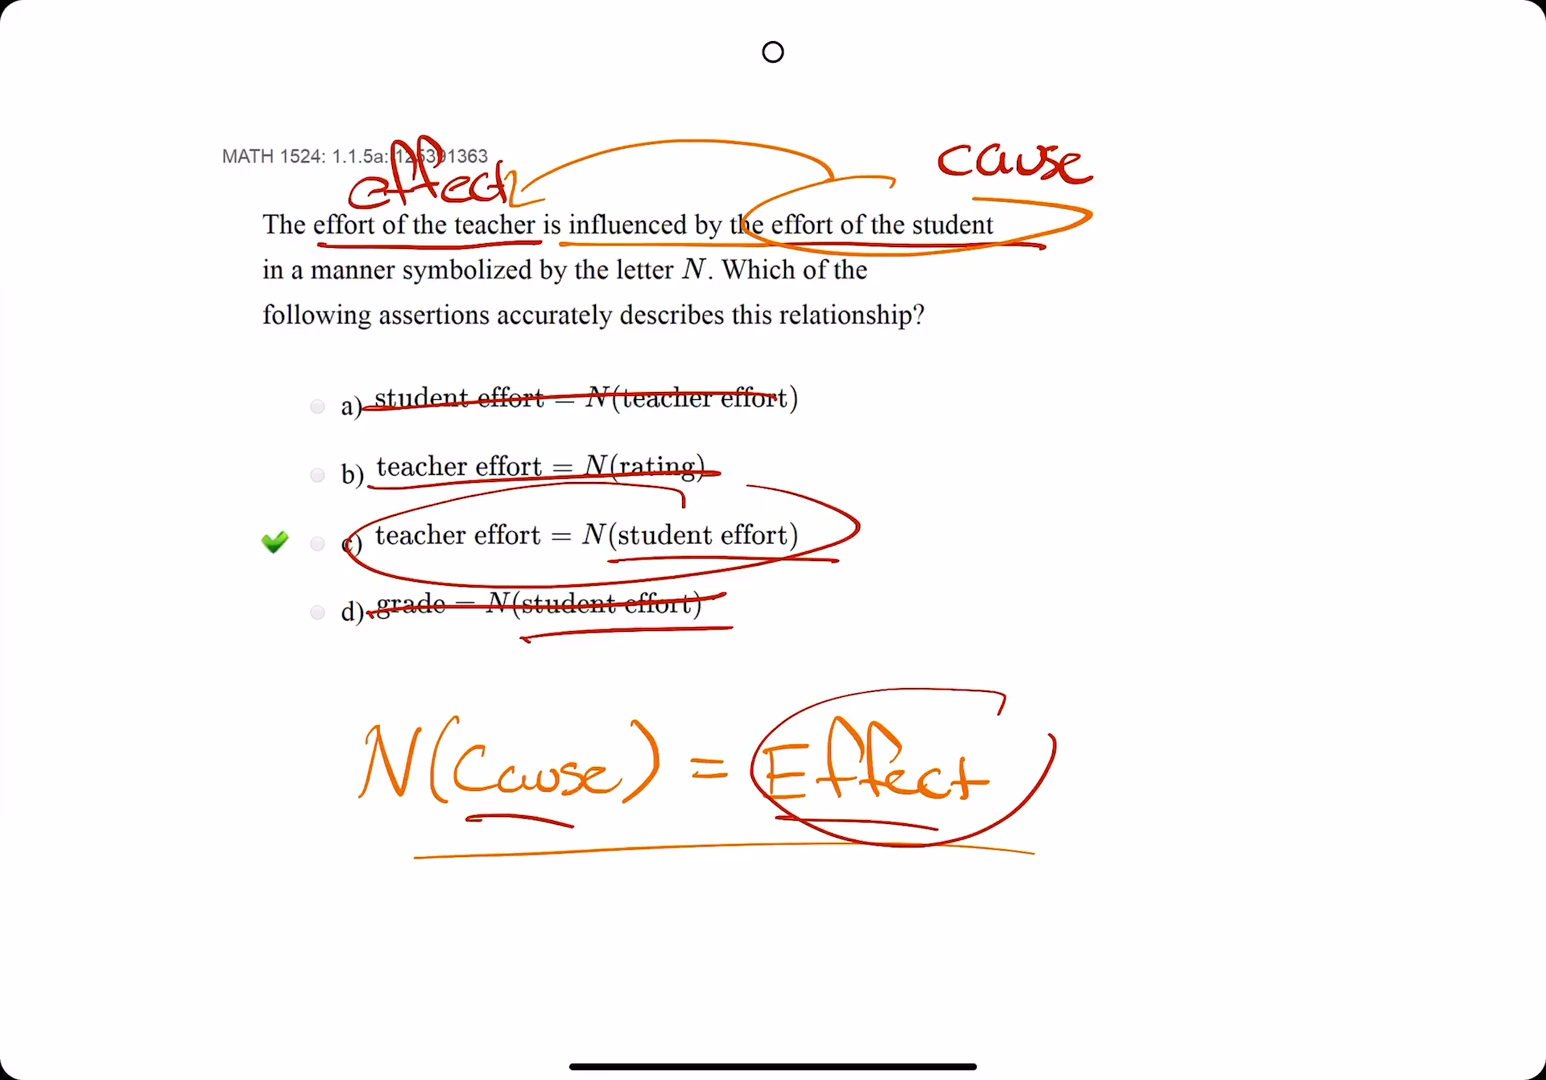 MATH 1524: 1.1.5a: 125391363
effect
cause
The effort of the teacher is influenced by the effort of the student
in a manner symbolized by the letter N. Which of the
following assertions accurately describes this relationship?
a) student effort = N(teacher effort)
b) teacher effort = N(rating)
c) teacher effort = N(student effort)
d) grade = N(student effort)
N(Cause) = Effect